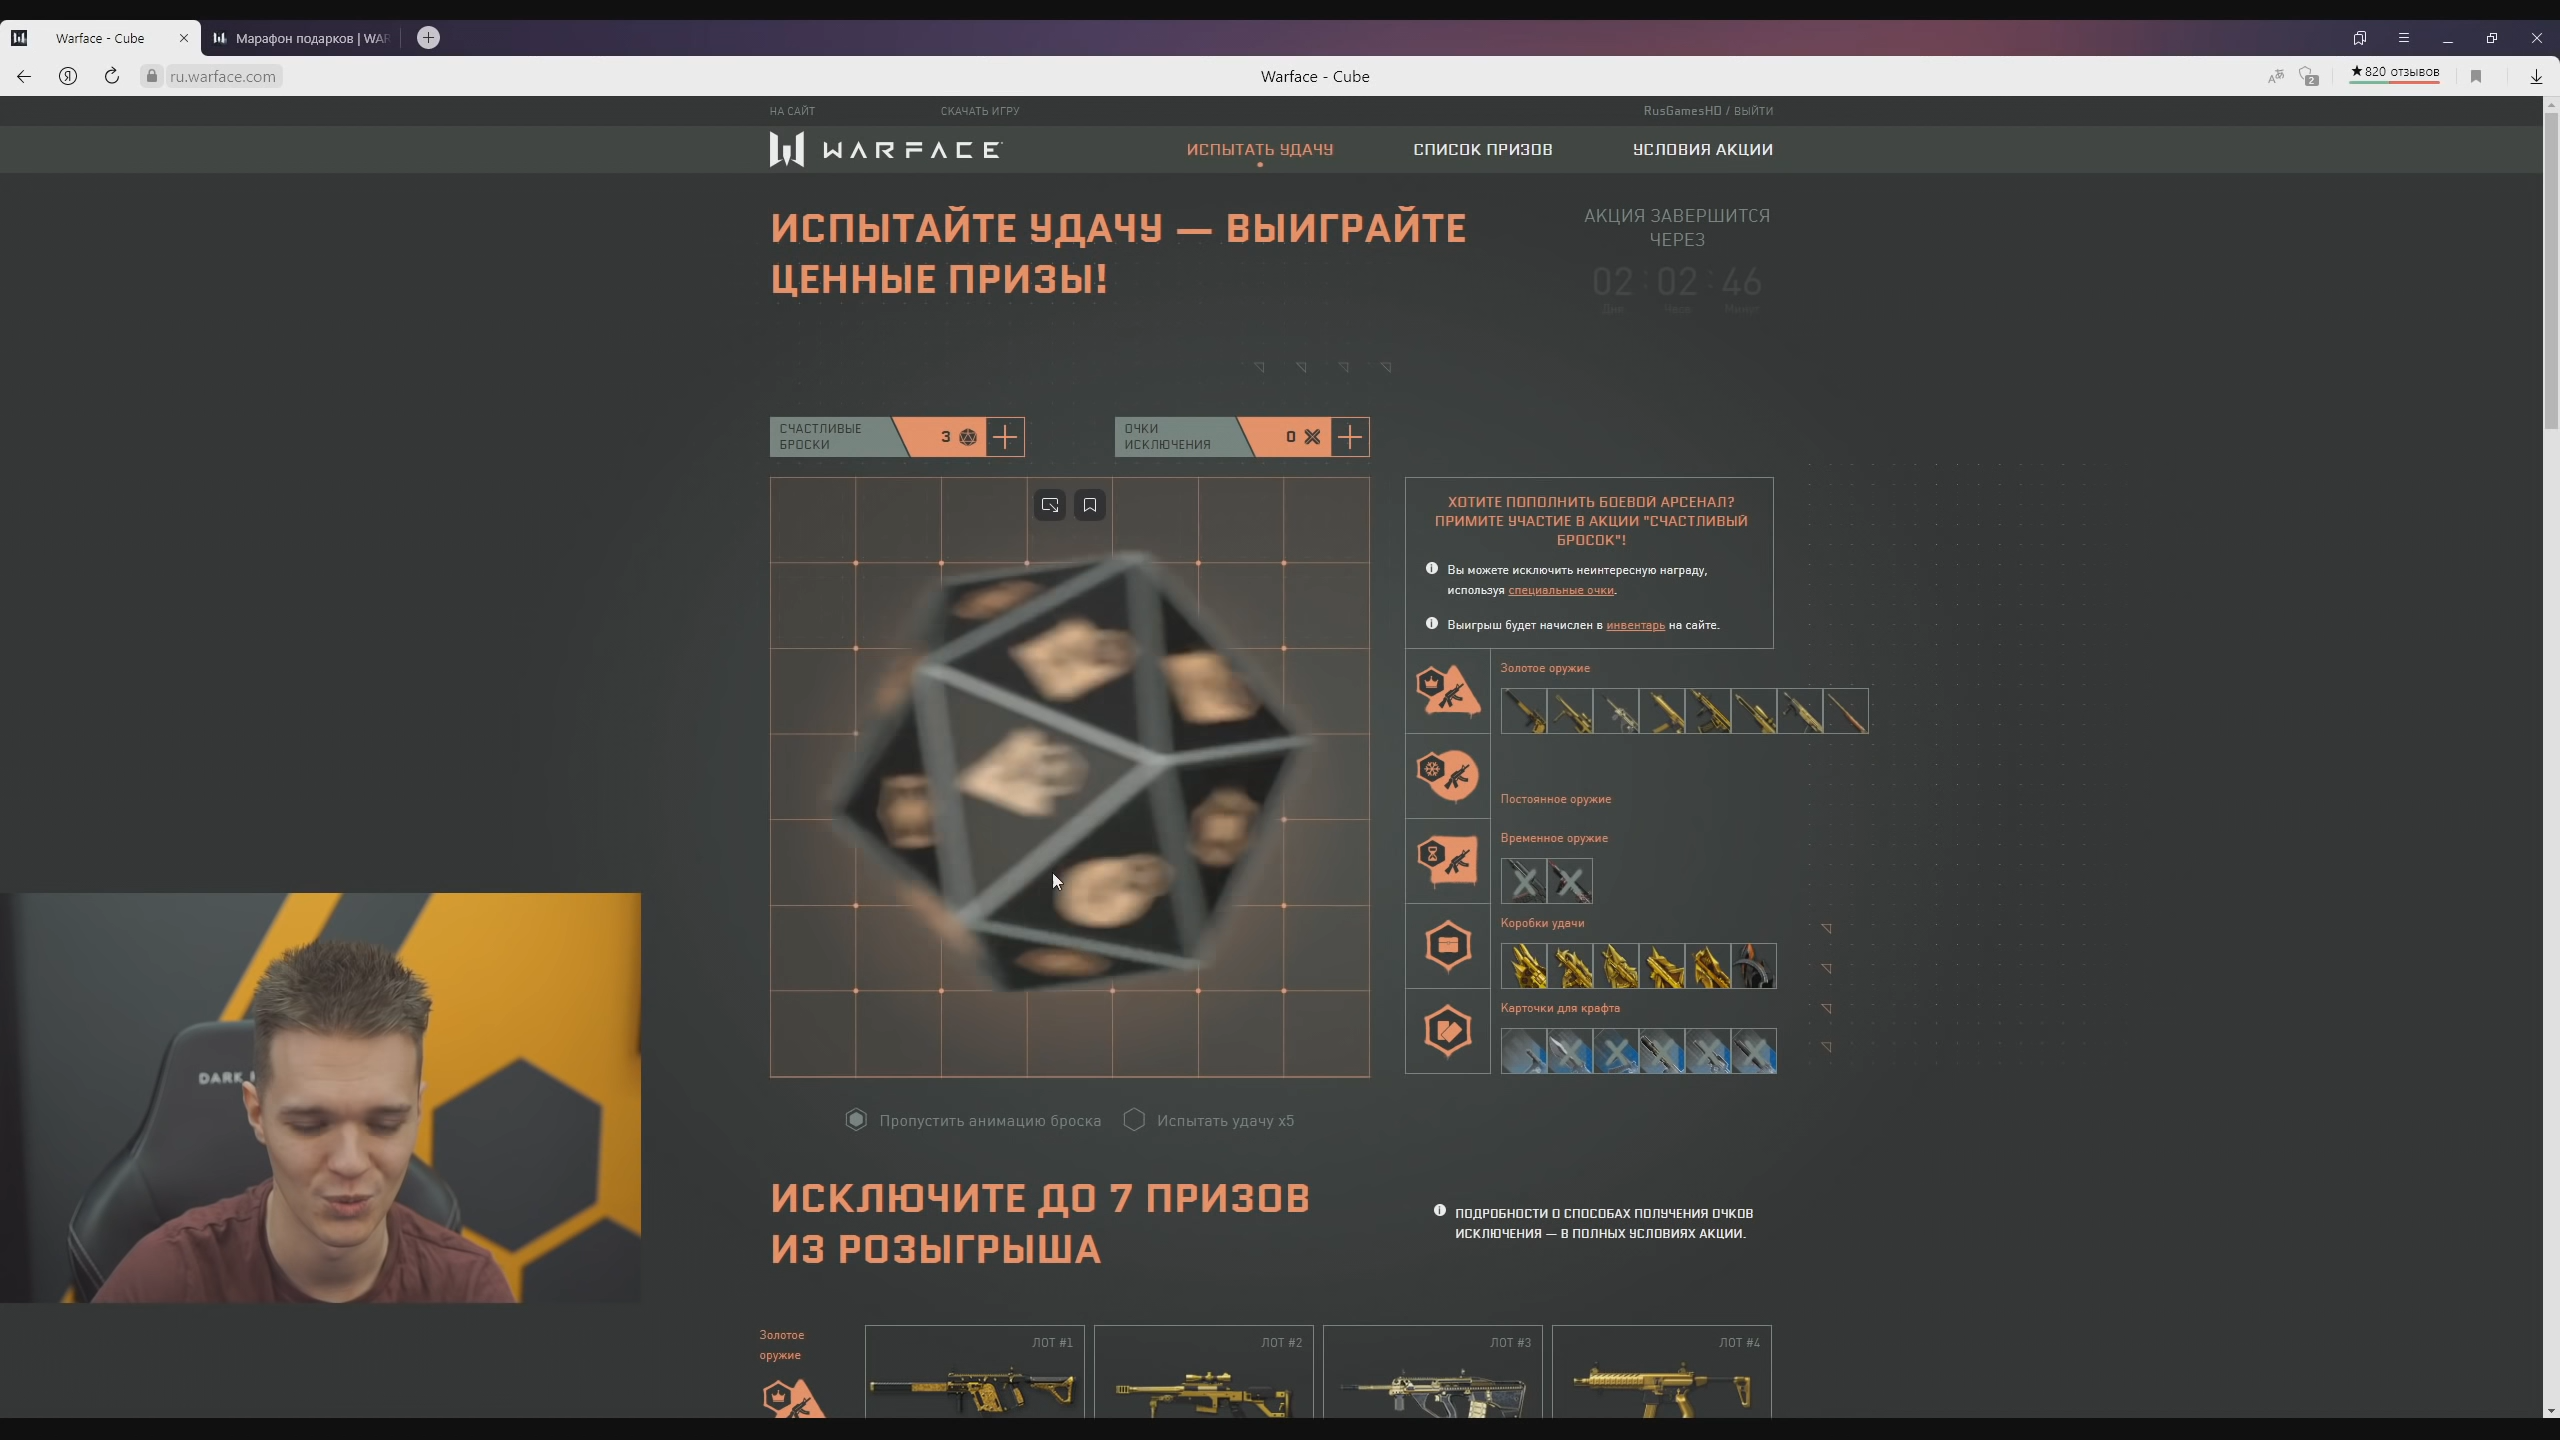 Warface - Cube
Марафон подарков | WAR
ru.warface.com
Warface - Cube
★820 отзывов
2
НА САЙТ
СКАЧАТЬ ИГРУ
RusGamesHD / ВЫЙТИ
WARFACE
ИСПЫТАТЬ УДАЧУ
СПИСОК ПРИЗОВ
УСЛОВИЯ АКЦИИ
ИСПЫТАЙТЕ УДАЧУ — ВЫИГРАЙТЕ
ЦЕННЫЕ ПРИЗЫ!
АКЦИЯ ЗАВЕРШИТСЯ
ЧЕРЕЗ
02 : 02 : 46
СЧАСТЛИВЫЕ
БРОСКИ
3
ОЧКИ
ИСКЛЮЧЕНИЯ
0
ХОТИТЕ ПОПОЛНИТЬ БОЕВОЙ АРСЕНАЛ?
ПРИМИТЕ УЧАСТИЕ В АКЦИИ "СЧАСТЛИВЫЙ
БРОСОК"!
Вы можете исключить неинтересную награду,
используя специальные очки.
Выигрыш будет начислен в инвентарь на сайте.
Золотое оружие
Постоянное оружие
Временное оружие
Коробки удачи
Карточки для крафта
DARK
Пропустить анимацию броска
Испытать удачу x5
ИСКЛЮЧИТЕ ДО 7 ПРИЗОВ
ИЗ РОЗЫГРЫША
ПОДРОБНОСТИ О СПОСОБАХ ПОЛУЧЕНИЯ ОЧКОВ
ИСКЛЮЧЕНИЯ — В ПОЛНЫХ УСЛОВИЯХ АКЦИИ.
Золотое
оружие
ЛОТ #1
ЛОТ #2
ЛОТ #3
ЛОТ #4